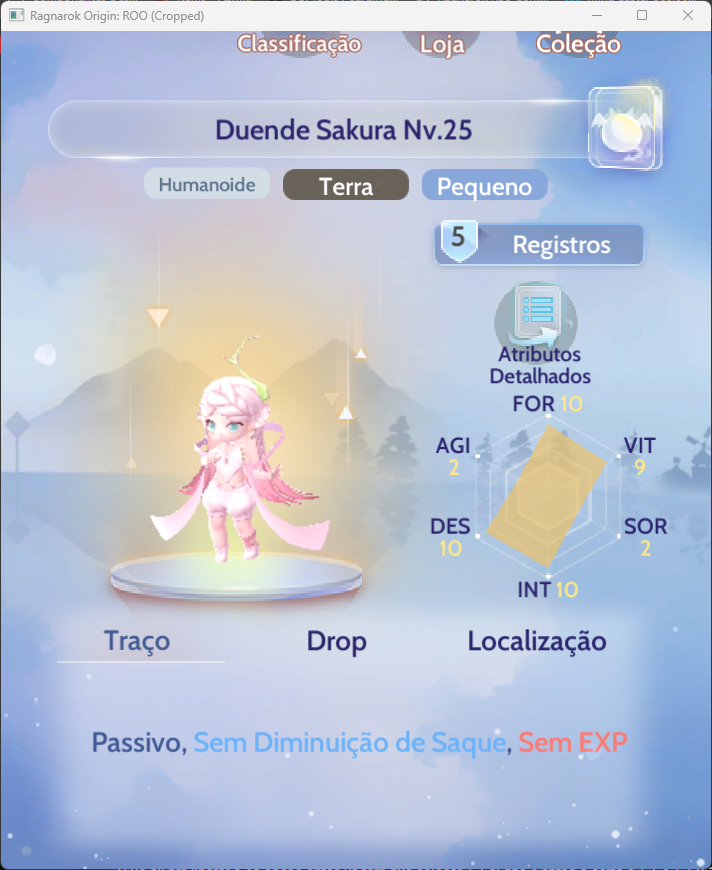 Ragnarok Origin: ROO (Cropped)
Classificação
Loja
Coleção
Duende Sakura Nv.25
Humanoide
Terra
Pequeno
5
Registros
Atributos
Detalhados
FOR 10
AGI
2
VIT
9
DES
10
SOR
2
INT 10
Traço
Drop
Localização
Passivo, Sem Diminuição de Saque, Sem EXP